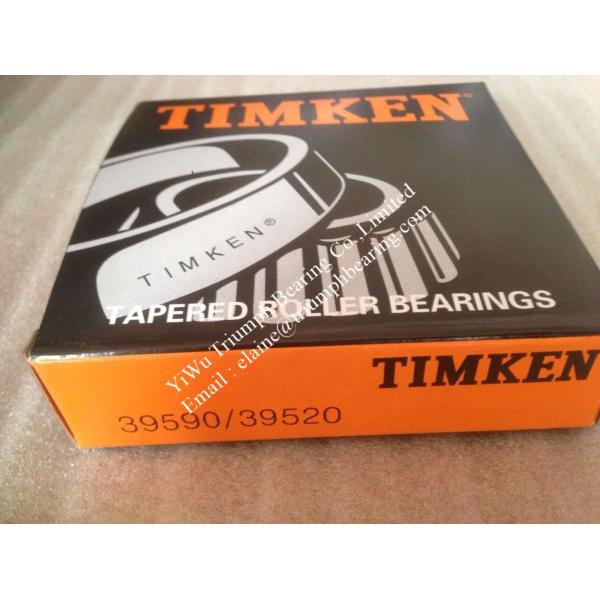 TIMKEN®
TIMKEN®
TAPERED ROLLER BEARINGS
YiWu Triumph Bearing Co.,Limited
Email : elaine@triumphbearing.com
TIMKEN
39590/39520